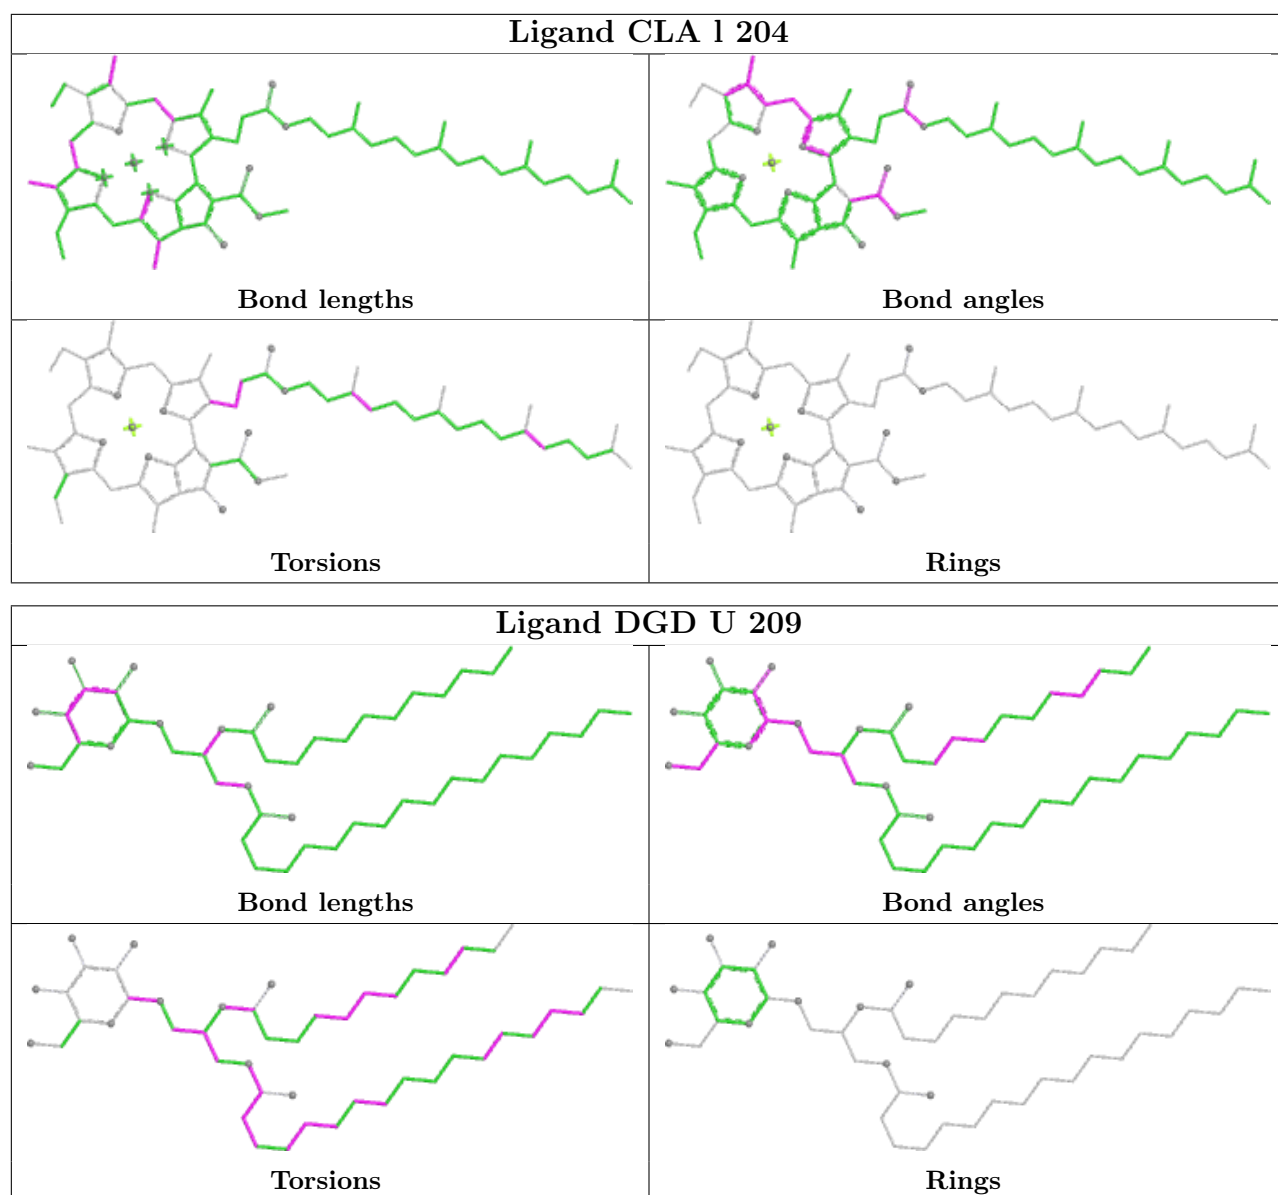 Ligand CLA l 204
Bond lengths
Bond angles
Torsions
Rings
Ligand DGD U 209
Bond lengths
Bond angles
Torsions
Rings